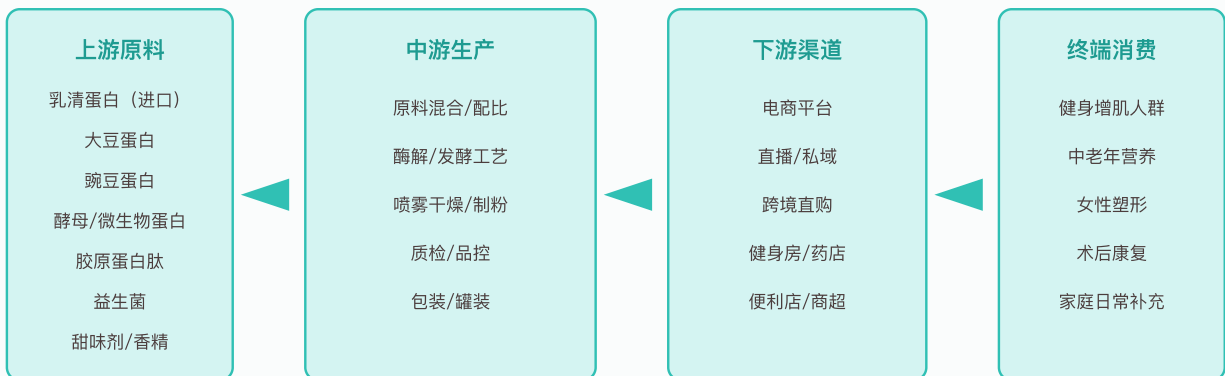 上游原料
乳清蛋白（进口）
大豆蛋白
豌豆蛋白
酵母/微生物蛋白
胶原蛋白肽
益生菌
甜味剂/香精
中游生产
原料混合/配比
酶解/发酵工艺
喷雾干燥/制粉
质检/品控
包装/罐装
下游渠道
电商平台
直播/私域
跨境直购
健身房/药店
便利店/商超
终端消费
健身增肌人群
中老年营养
女性塑形
术后康复
家庭日常补充